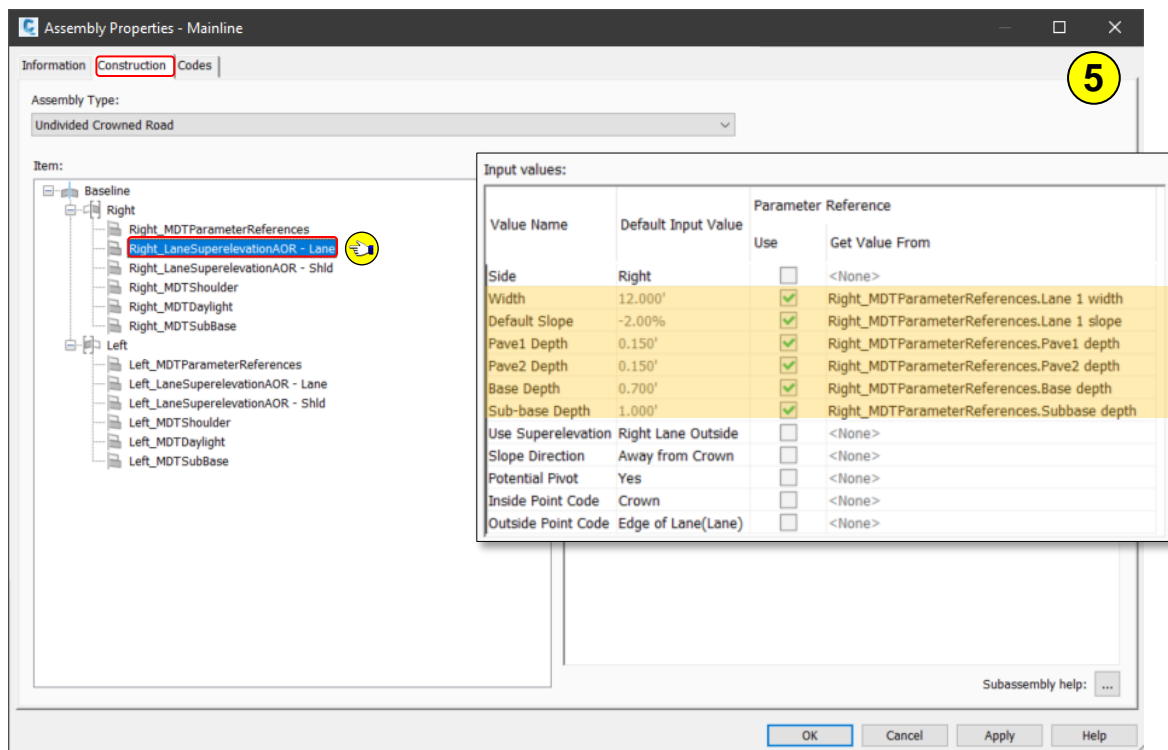 Assembly Properties - Mainline
Information Construction Codes
5
Assembly Type:
Undivided Crowned Road
Item:
Baseline
Right
Right_MDTParameterReferences
Right_LaneSuperelevationAOR - Lane
Right_LaneSuperelevationAOR - Shld
Right_MDTShoulder
Right_MDTDaylight
Right_MDTSubBase
Left
Left_MDTParameterReferences
Left_LaneSuperelevationAOR - Lane
Left_LaneSuperelevationAOR - Shld
Left_MDTShoulder
Left_MDTDaylight
Left_MDTSubBase
Input values:
Value Name Default Input Value Parameter Reference
Use Get Value From
Side Right <None>
Width 12.000' Right_MDTParameterReferences.Lane 1 width
Default Slope -2.00% Right_MDTParameterReferences.Lane 1 slope
Pave1 Depth 0.150' Right_MDTParameterReferences.Pave1 depth
Pave2 Depth 0.150' Right_MDTParameterReferences.Pave2 depth
Base Depth 0.700' Right_MDTParameterReferences.Base depth
Sub-base Depth 1.000' Right_MDTParameterReferences.Subbase depth
Use Superelevation Right Lane Outside <None>
Slope Direction Away from Crown <None>
Potential Pivot Yes <None>
Inside Point Code Crown <None>
Outside Point Code Edge of Lane(Lane) <None>
Subassembly help: ...
OK Cancel Apply Help